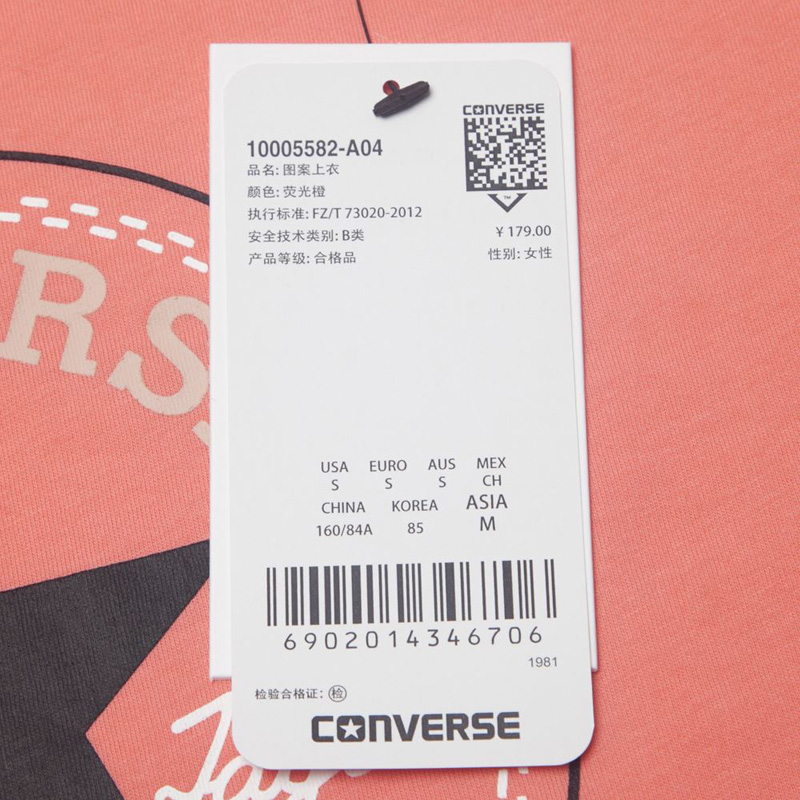 CONVERSE
10005582-A04
品名: 图案上衣
颜色: 荧光橙
执行标准: FZ/T 73020-2012
安全技术类别: B类
产品等级: 合格品
™
¥ 179.00
性别: 女性
RS
USA EURO AUS MEX
S S S CH
CHINA KOREA ASIA
160/84A 85 M
6902014346706
1981
检验合格证: 检
CONVERSE